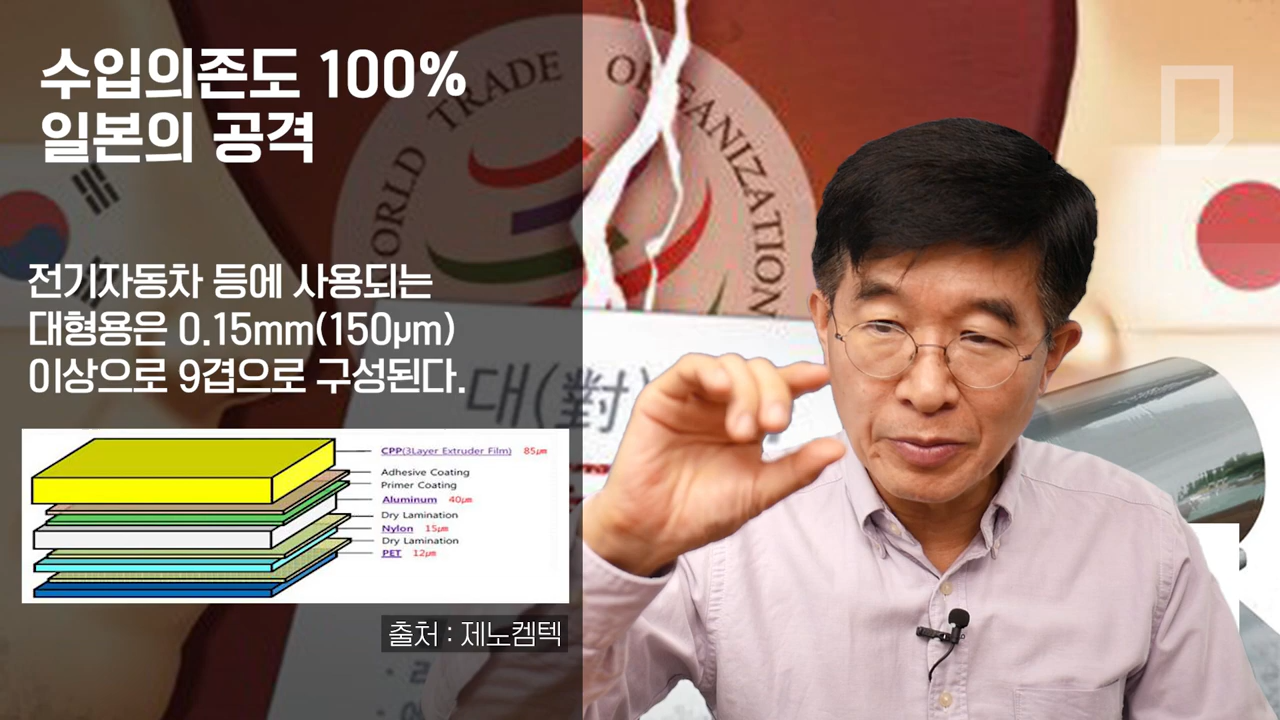 수입의존도 100%
일본의 공격
WORLD TRADE ORGANIZATION
전기자동차 등에 사용되는
대형용은 0.15mm(150μm)
이상으로 9겹으로 구성된다.
대(對)
CPP(3Layer Extruder Film) 85μm
Adhesive Coating
Primer Coating
Aluminum 40μm
Dry Lamination
Nylon 15μm
Dry Lamination
PET 12μm
출처 : 제노켐텍